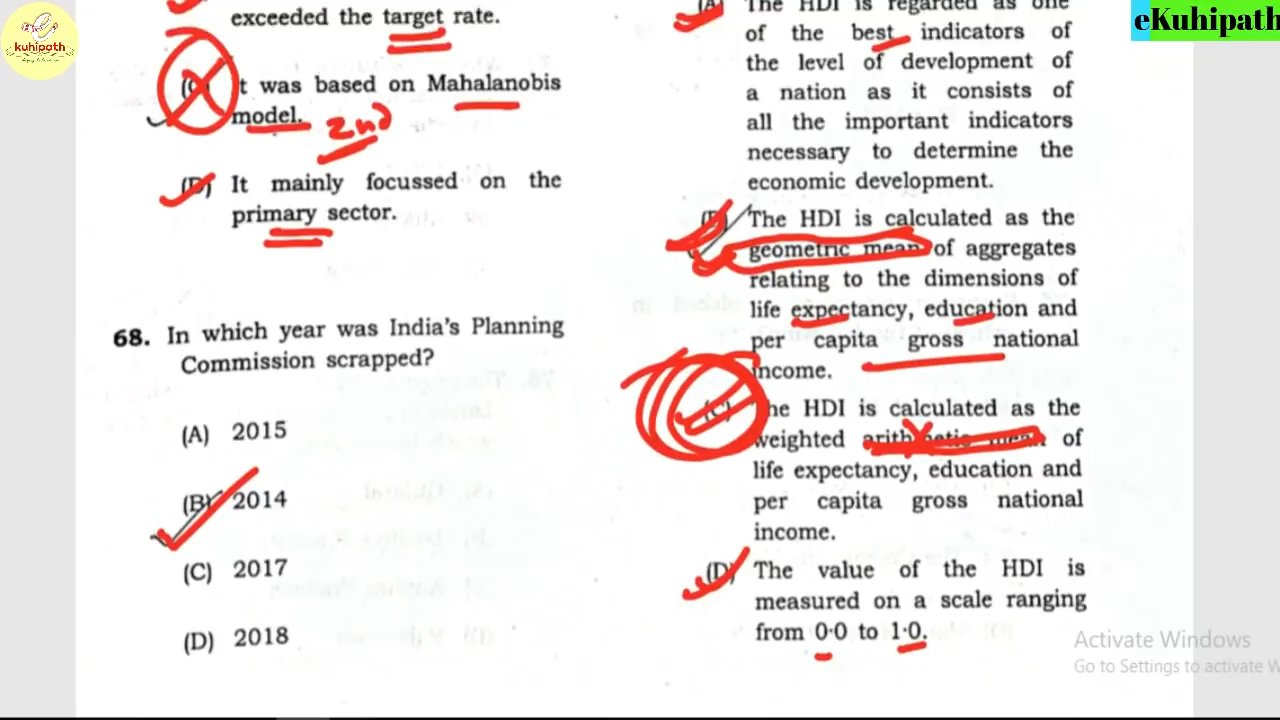 kuhipath
eKuhipath
exceeded the target rate.
It was based on Mahalanobis
model.
2nd
(D) It mainly focussed on the
primary sector.
68. In which year was India's Planning
Commission scrapped?
(A) 2015
(B) 2014
(C) 2017
(D) 2018
(A) The HDI is regarded as one
of the best indicators of
the level of development of
a nation as it consists of
all the important indicators
necessary to determine the
economic development.
(B) The HDI is calculated as the
geometric mean of aggregates
relating to the dimensions of
life expectancy, education and
per capita gross national
income.
(C) The HDI is calculated as the
weighted arithmetic mean of
life expectancy, education and
per capita gross national
income.
(D) The value of the HDI is
measured on a scale ranging
from 0·0 to 1·0.
Activate Windows
Go to Settings to activate W